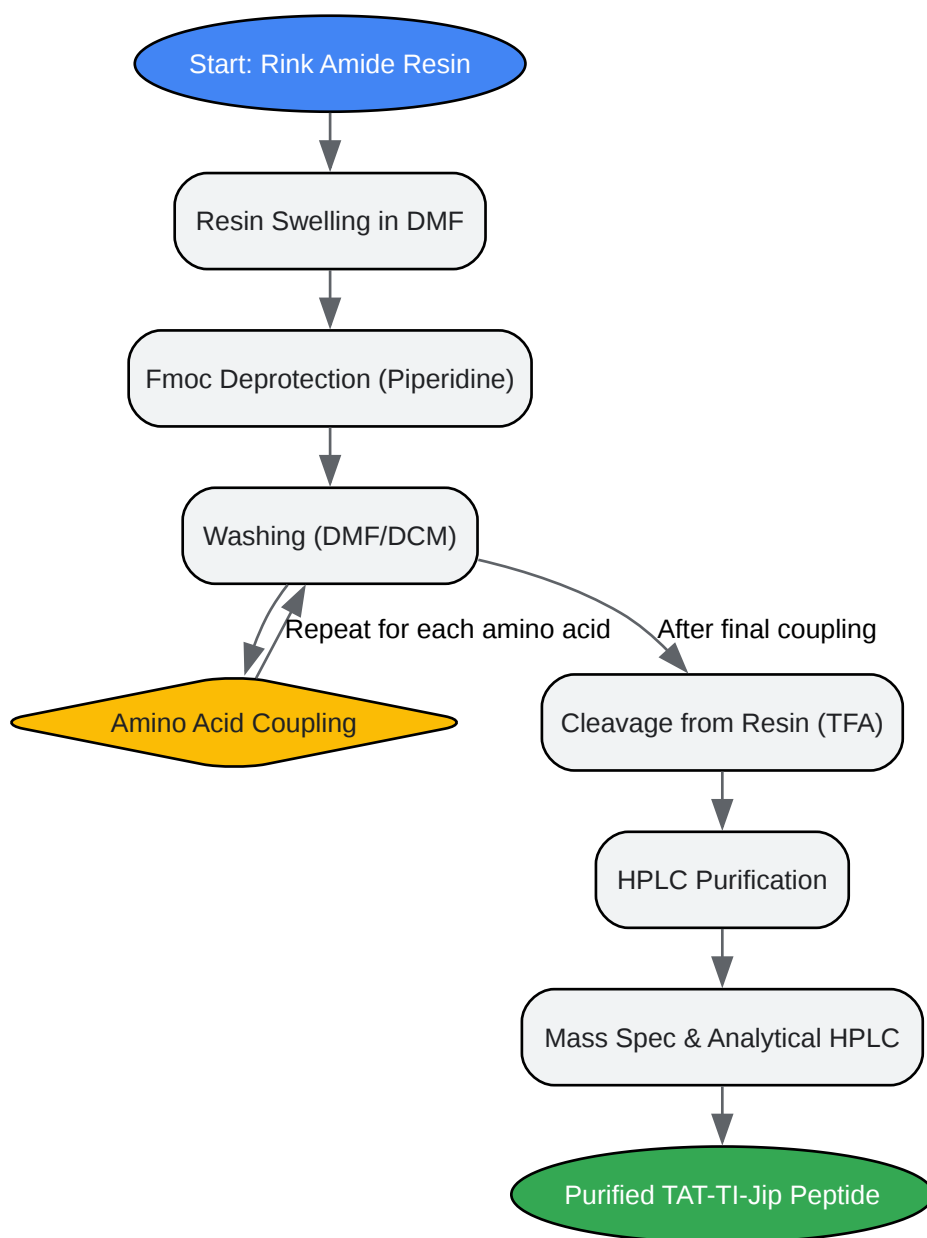 Start: Rink Amide Resin
Resin Swelling in DMF
Fmoc Deprotection (Piperidine)
Washing (DMF/DCM)
Repeat for each amino acid
After final coupling
Amino Acid Coupling
Cleavage from Resin (TFA)
HPLC Purification
Mass Spec & Analytical HPLC
Purified TAT-TI-Jip Peptide